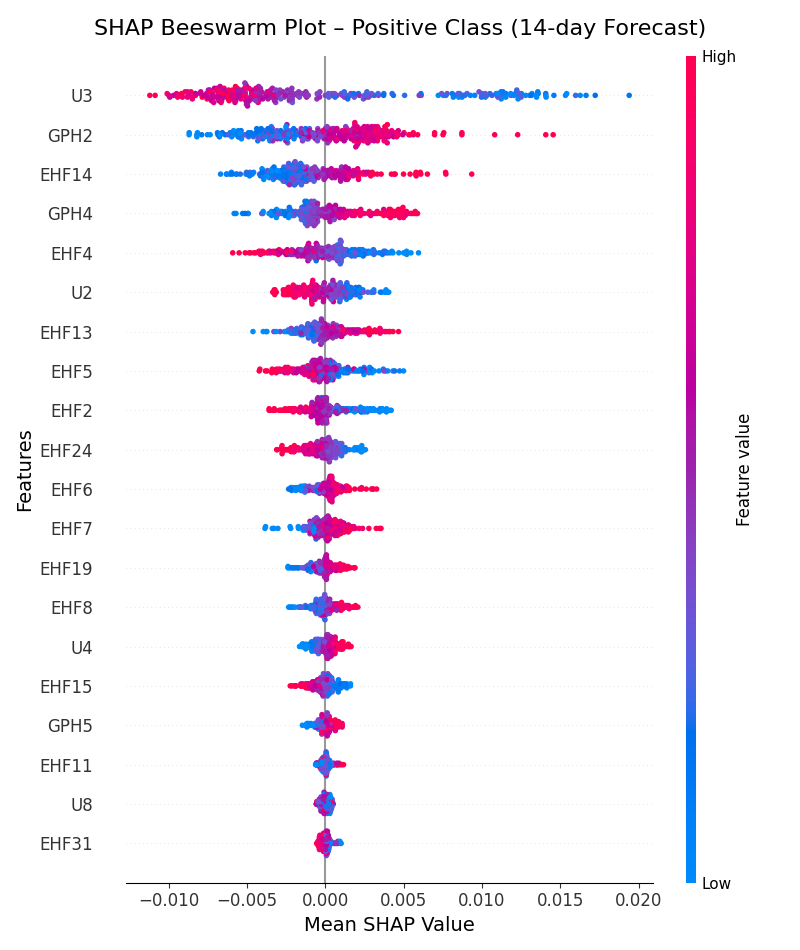 SHAP Beeswarm Plot – Positive Class (14-day Forecast)
High
U3
GPH2
EHF14
GPH4
EHF4
U2
EHF13
EHF5
EHF2
EHF24
EHF6
EHF7
EHF19
EHF8
U4
EHF15
GPH5
EHF11
U8
EHF31
Features
Feature value
Low
−0.010 −0.005 0.000 0.005 0.010 0.015 0.020
Mean SHAP Value